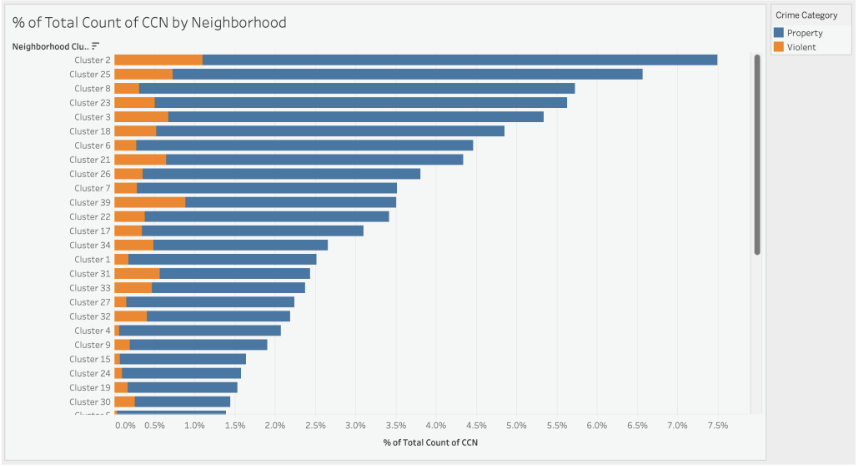 % of Total Count of CCN by Neighborhood
Crime Category
Property
Violent
Neighborhood Clu..
Cluster 2
Cluster 25
Cluster 8
Cluster 23
Cluster 3
Cluster 18
Cluster 6
Cluster 21
Cluster 26
Cluster 7
Cluster 39
Cluster 22
Cluster 17
Cluster 34
Cluster 1
Cluster 31
Cluster 33
Cluster 27
Cluster 32
Cluster 4
Cluster 9
Cluster 15
Cluster 24
Cluster 19
Cluster 30
0.0% 0.5% 1.0% 1.5% 2.0% 2.5% 3.0% 3.5% 4.0% 4.5% 5.0% 5.5% 6.0% 6.5% 7.0% 7.5%
% of Total Count of CCN